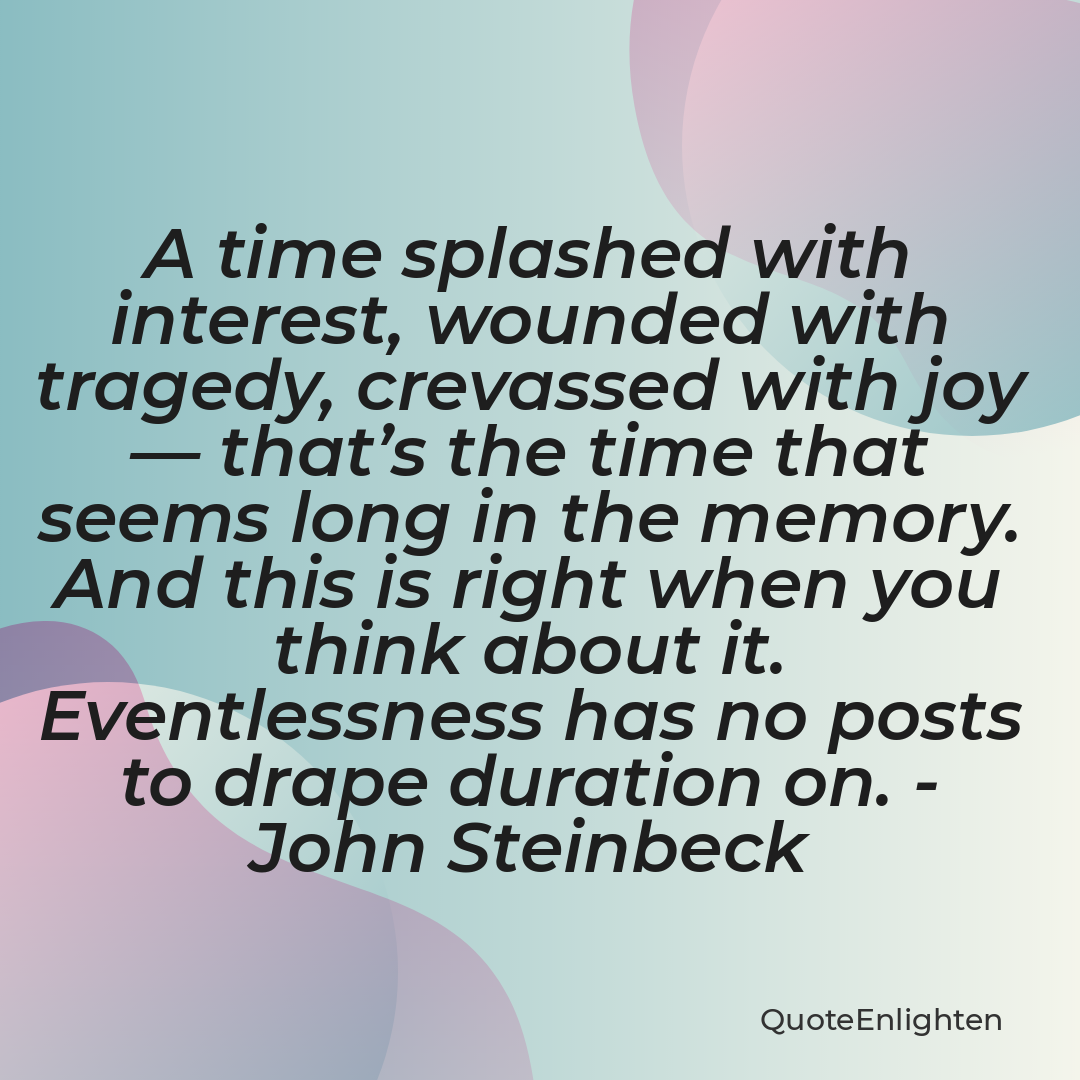 A time splashed with
interest, wounded with
tragedy, crevassed with joy
— that’s the time that
seems long in the memory.
And this is right when you
think about it.
Eventlessness has no posts
to drape duration on. -
John Steinbeck
QuoteEnlighten